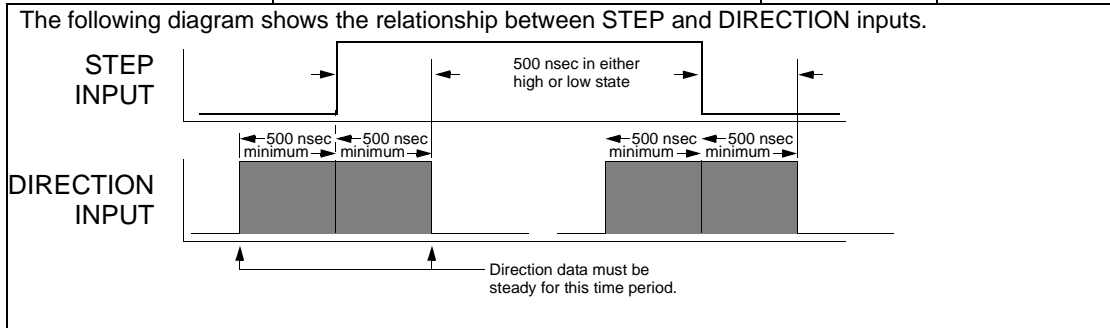 The following diagram shows the relationship between STEP and DIRECTION inputs.
STEP
INPUT
500 nsec in either
high or low state
500 nsec 500 nsec
minimum minimum
500 nsec 500 nsec
minimum minimum
DIRECTION
INPUT
Direction data must be
steady for this time period.